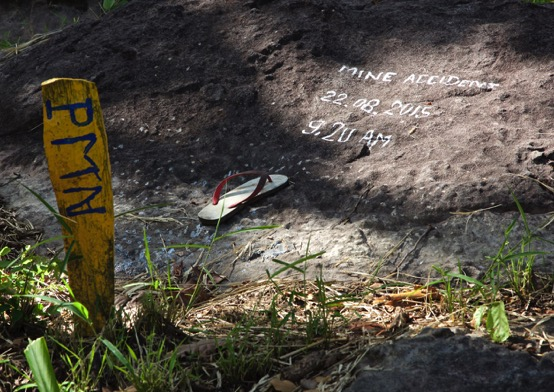 PMN
MINE ACCIDENT
22.08.2015
9.20 AM